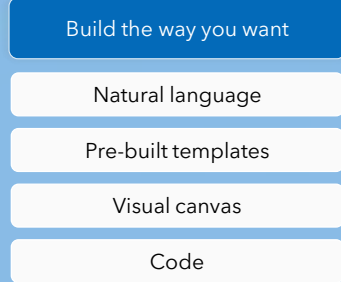 Build the way you want
Natural language
Pre-built templates
Visual canvas
Code